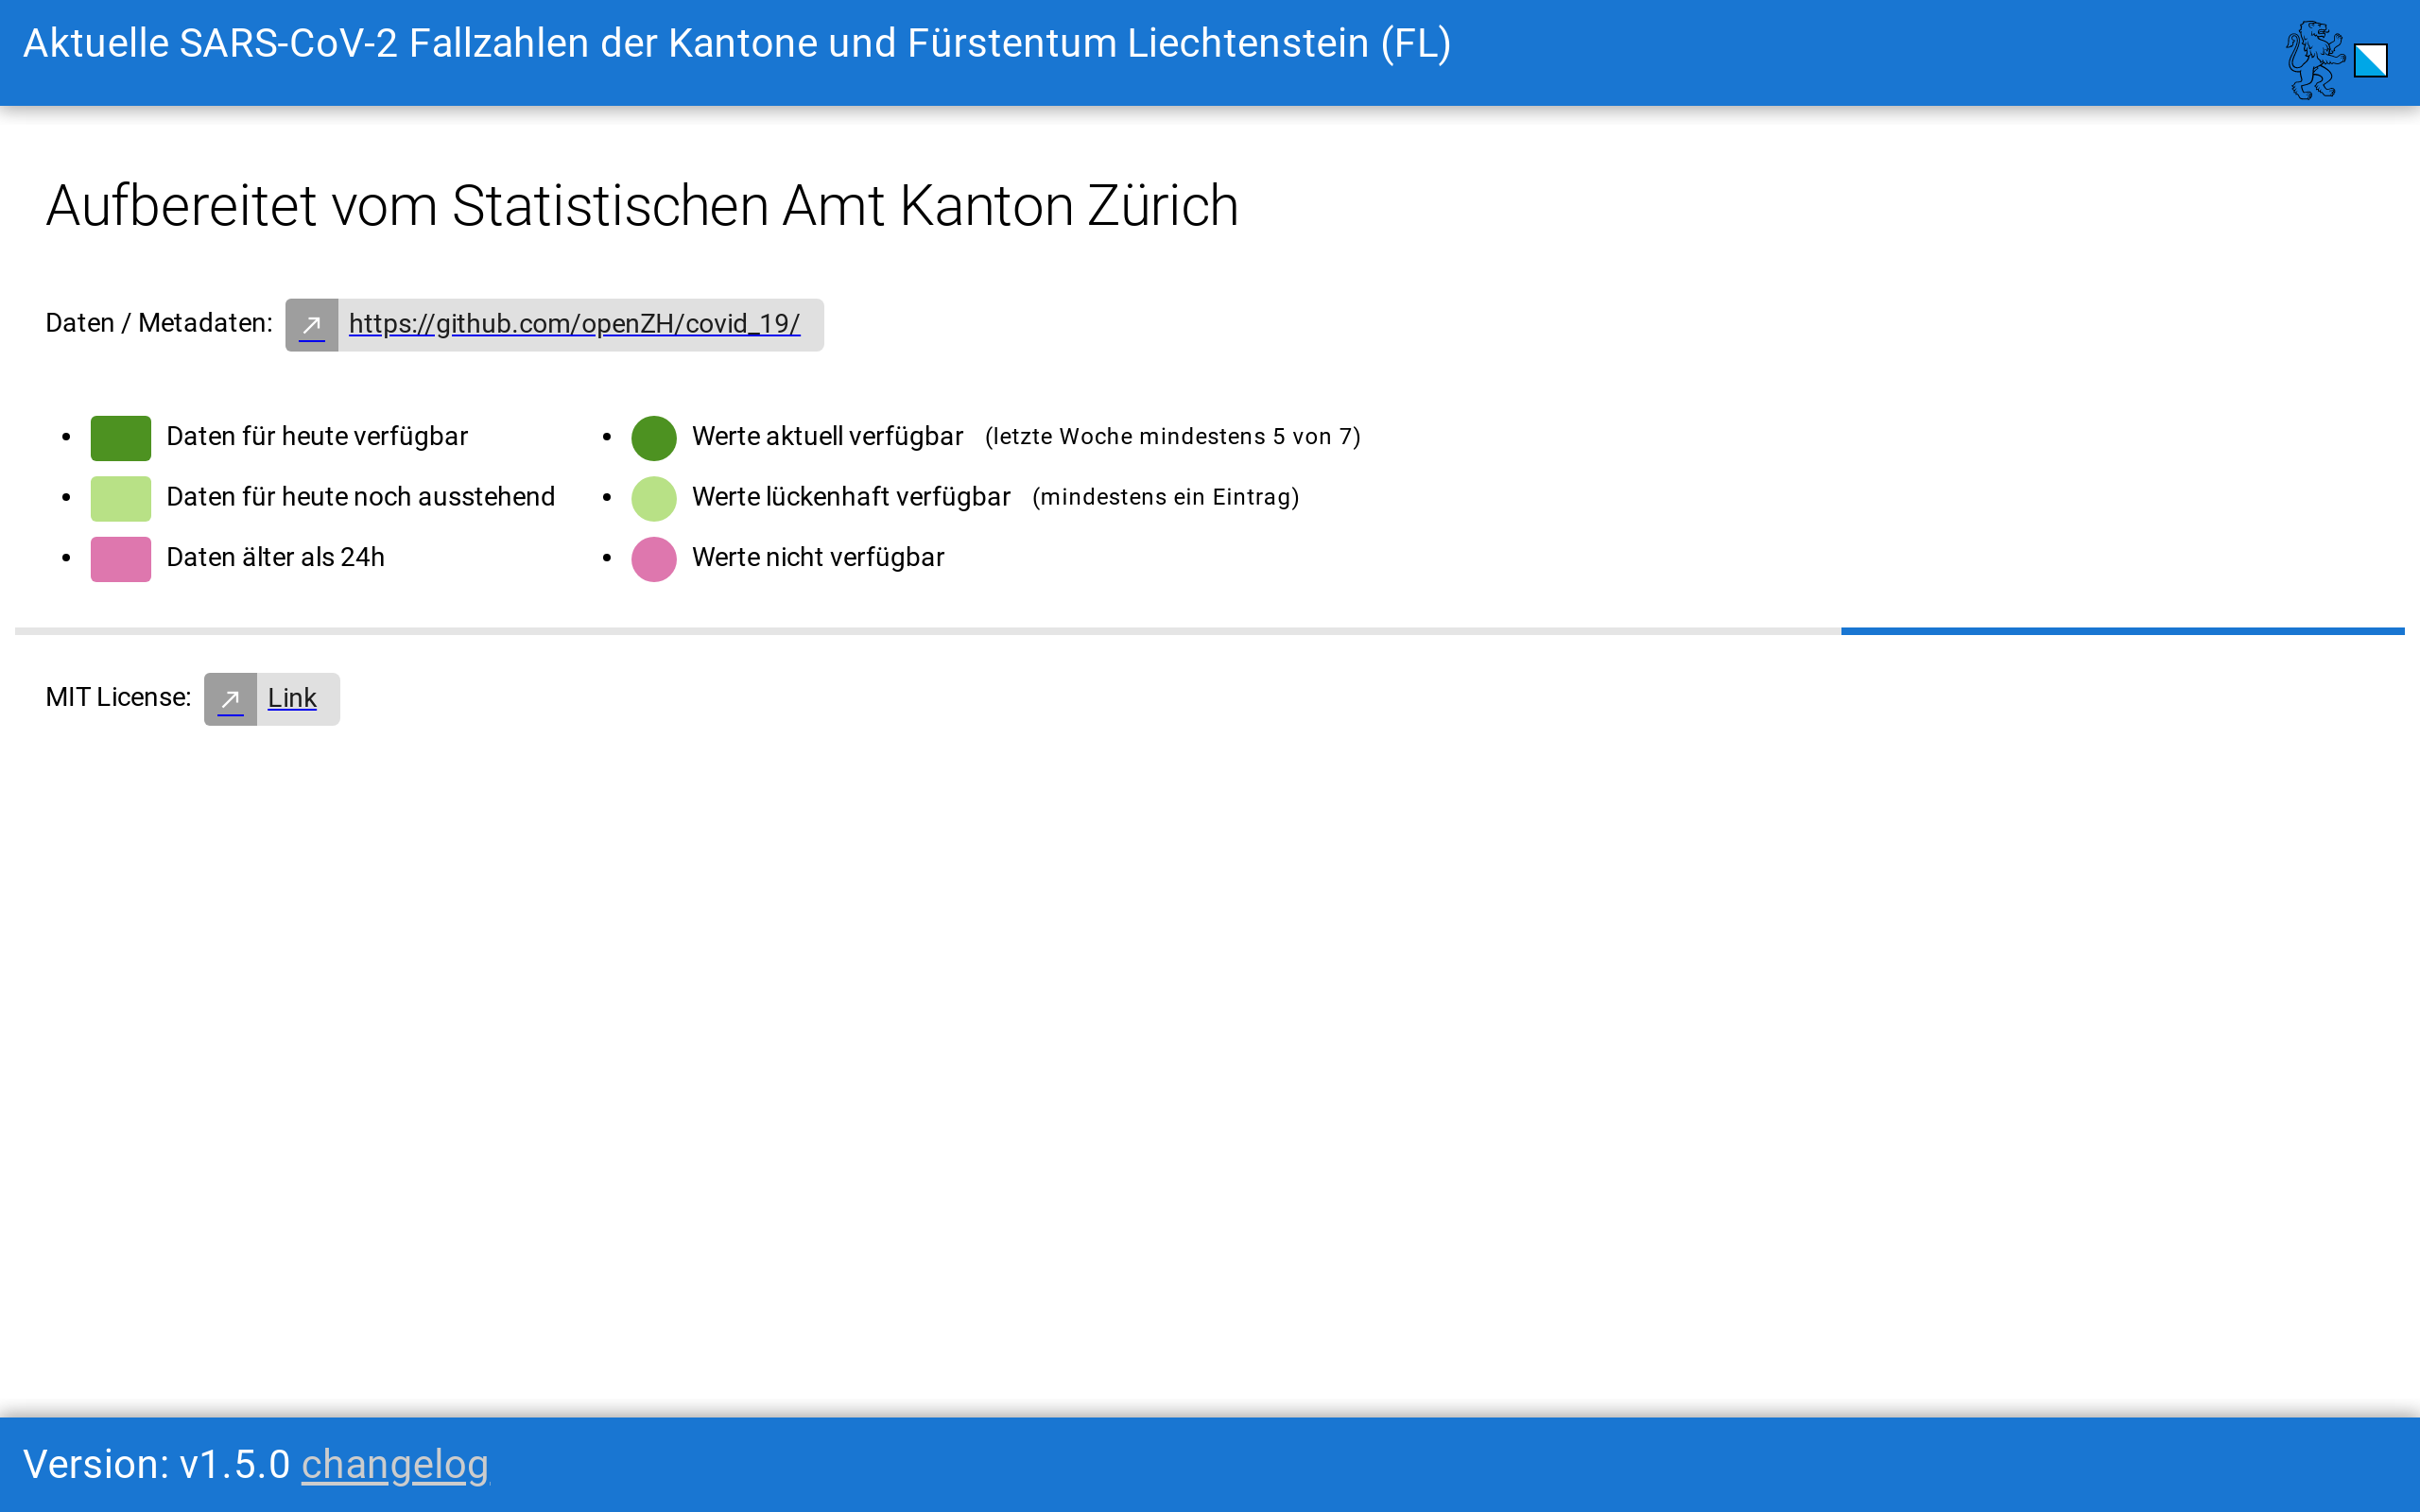 Aktuelle SARS-CoV-2 Fallzahlen der Kantone und Fürstentum Liechtenstein (FL)
Aufbereitet vom Statistischen Amt Kanton Zürich
Daten / Metadaten: https://github.com/openZH/covid_19/
Daten für heute verfügbar
Daten für heute noch ausstehend
Daten älter als 24h
Werte aktuell verfügbar (letzte Woche mindestens 5 von 7)
Werte lückenhaft verfügbar (mindestens ein Eintrag)
Werte nicht verfügbar
MIT License: Link
Version: v1.5.0 changelog